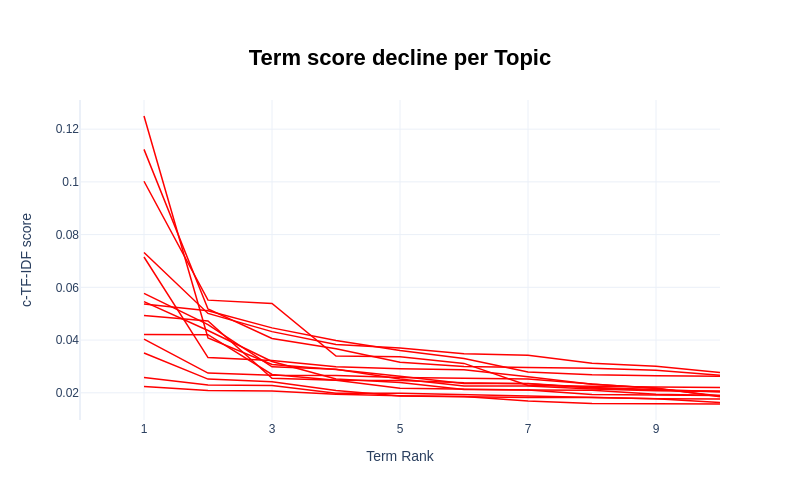 Term score decline per Topic
0.12
0.1
0.08
0.06
0.04
0.02
c-TF-IDF score
1 3 5 7 9
Term Rank